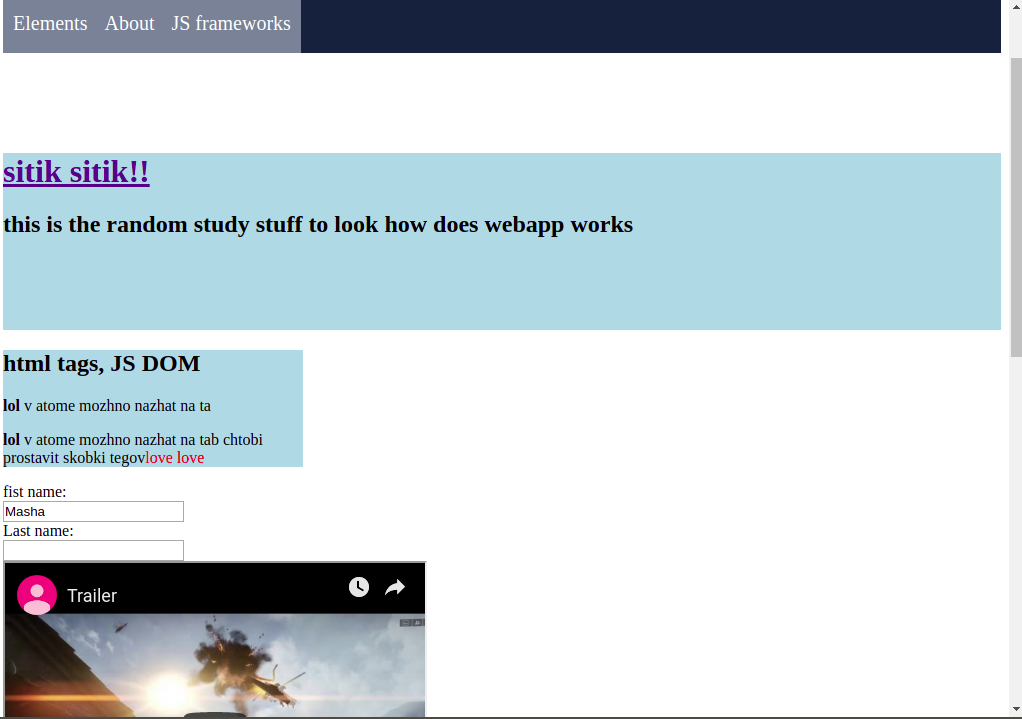 Elements About JS frameworks
sitik sitik!!
this is the random study stuff to look how does webapp works
html tags, JS DOM
lol v atome mozhno nazhat na ta
lol v atome mozhno nazhat na tab chtobi
prostavit skobki tegovlove love
fist name:
Masha
Last name:
Trailer